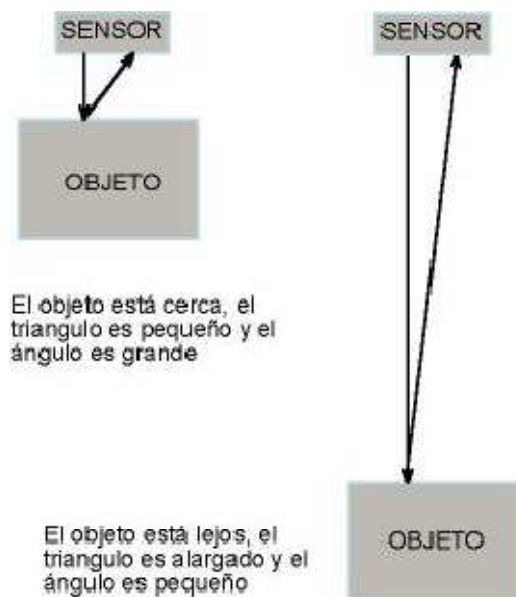 SENSOR
SENSOR
OBJETO
El objeto está cerca, el
triangulo es pequeño y el
ángulo es grande
El objeto está lejos, el
triangulo es alargado y el
ángulo es pequeño
OBJETO